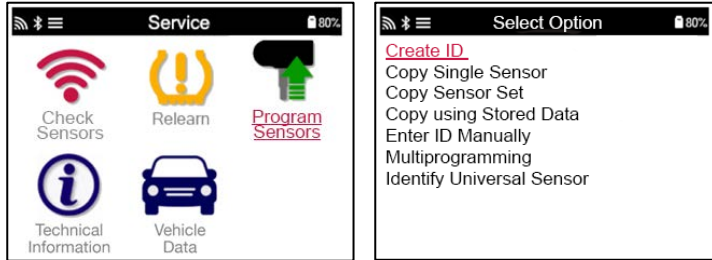 Service
80%
Check
Sensors
Relearn
Program
Sensors
Technical
Information
Vehicle
Data
Select Option
80%
Create ID
Copy Single Sensor
Copy Sensor Set
Copy using Stored Data
Enter ID Manually
Multiprogramming
Identify Universal Sensor